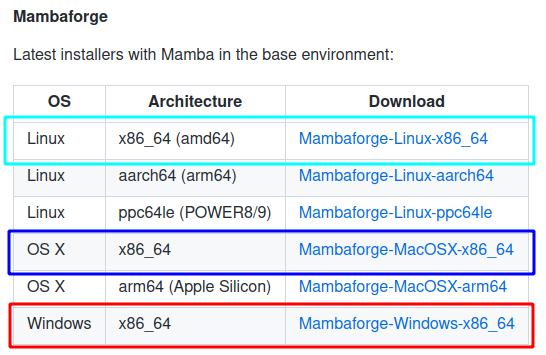 Mambaforge
Latest installers with Mamba in the base environment:
OS Architecture Download
Linux x86_64 (amd64) Mambaforge-Linux-x86_64
Linux aarch64 (arm64) Mambaforge-Linux-aarch64
Linux ppc64le (POWER8/9) Mambaforge-Linux-ppc64le
OS X x86_64 Mambaforge-MacOSX-x86_64
OS X arm64 (Apple Silicon) Mambaforge-MacOSX-arm64
Windows x86_64 Mambaforge-Windows-x86_64